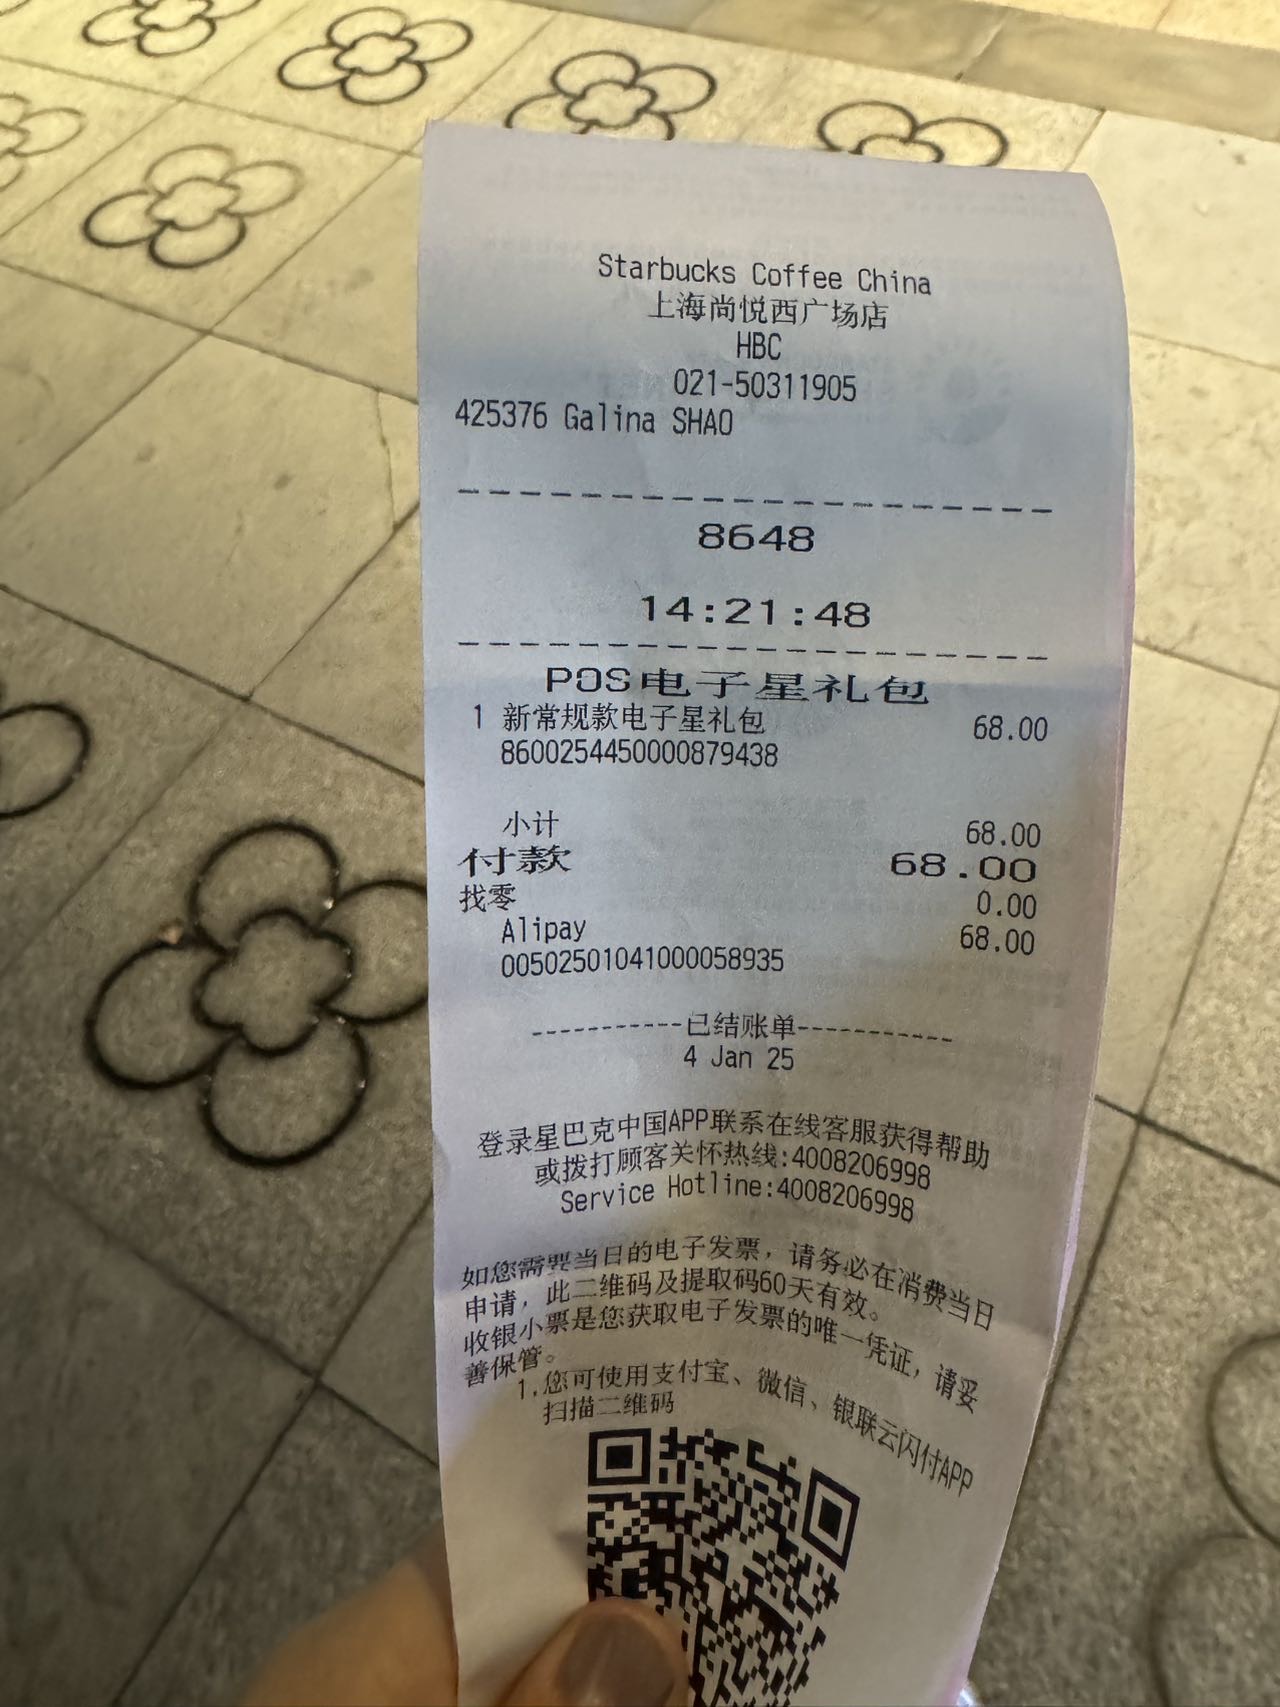 Starbucks Coffee China
上海尚悦西广场店
HBC
021-50311905
425376 Galina SHAO
8648
14:21:48
POS电子星礼包
1 新常规款电子星礼包 68.00
8600254450000879438
小计 68.00
付款 68.00
找零 0.00
Alipay 68.00
00502501041000058935
-----------已结账单-----------
4 Jan 25
登录星巴克中国APP联系在线客服获得帮助
或拨打顾客关怀热线:4008206998
Service Hotline:4008206998
如您需要当日的电子发票，请务必在消费当日
申请，此二维码及提取码60天有效。
收银小票是您获取电子发票的唯一凭证，请妥
善保管。
1.您可使用支付宝、微信、银联云闪付APP
扫描二维码